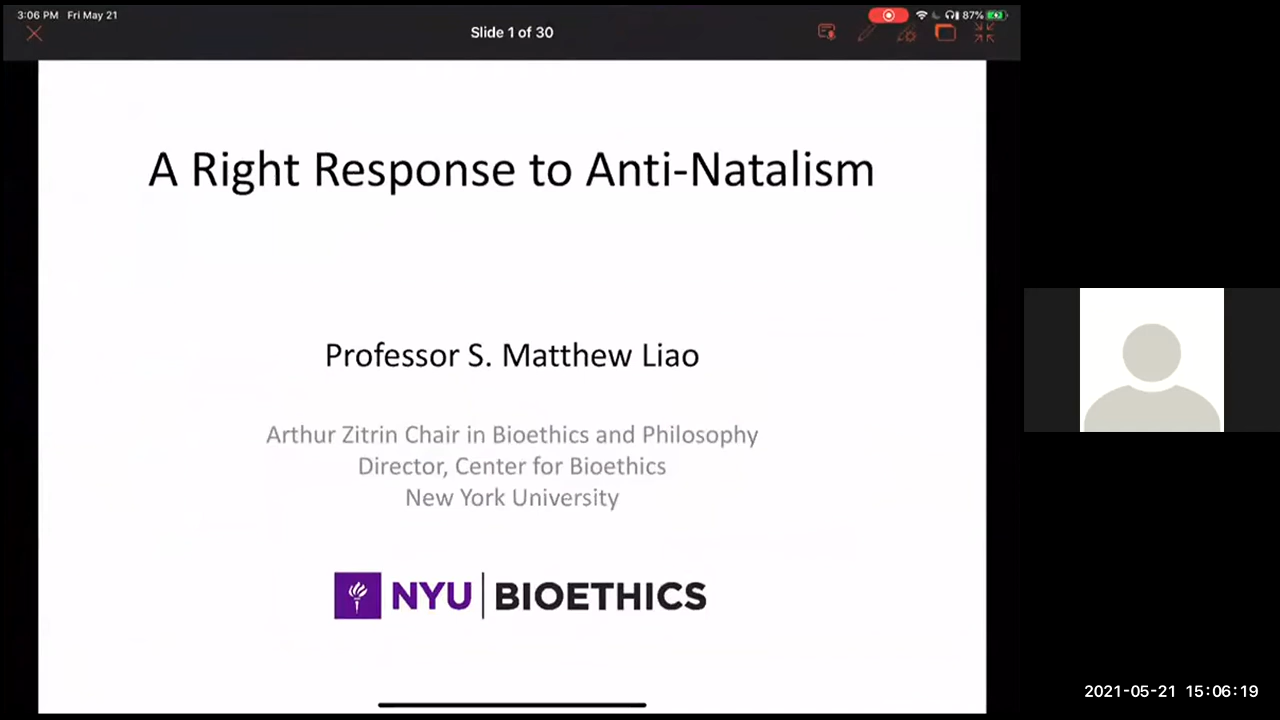 3:06 PM Fri May 21
87%
Slide 1 of 30
A Right Response to Anti-Natalism
Professor S. Matthew Liao
Arthur Zitrin Chair in Bioethics and Philosophy
Director, Center for Bioethics
New York University
NYU BIOETHICS
2021-05-21 15:06:19